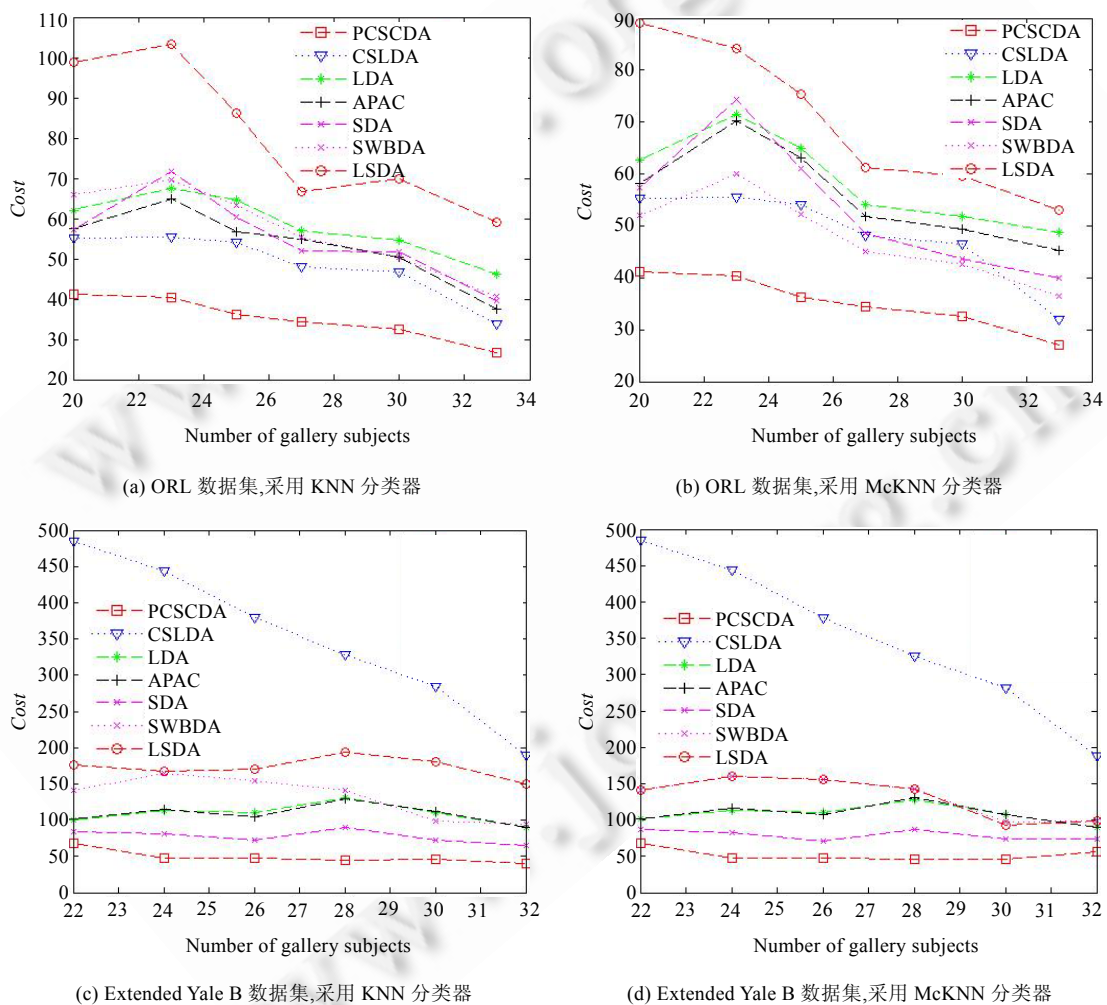 110
100
90
80
70
60
50
40
30
20
Cost
PCSCDA
CSLDA
LDA
APAC
SDA
SWBDA
LSDA
20 22 24 26 28 30 32 34
Number of gallery subjects
(a) ORL 数据集,采用 KNN 分类器
90
80
70
60
50
40
30
20
Cost
PCSCDA
CSLDA
LDA
APAC
SDA
SWBDA
LSDA
20 22 24 26 28 30 32 34
Number of gallery subjects
(b) ORL 数据集,采用 McKNN 分类器
500
450
400
350
300
250
200
150
100
50
0
Cost
PCSCDA
CSLDA
LDA
APAC
SDA
SWBDA
LSDA
22 23 24 25 26 27 28 29 30 31 32
Number of gallery subjects
(c) Extended Yale B 数据集,采用 KNN 分类器
500
450
400
350
300
250
200
150
100
50
0
Cost
PCSCDA
CSLDA
LDA
APAC
SDA
SWBDA
LSDA
22 23 24 25 26 27 28 29 30 31 32
Number of gallery subjects
(d) Extended Yale B 数据集,采用 McKNN 分类器